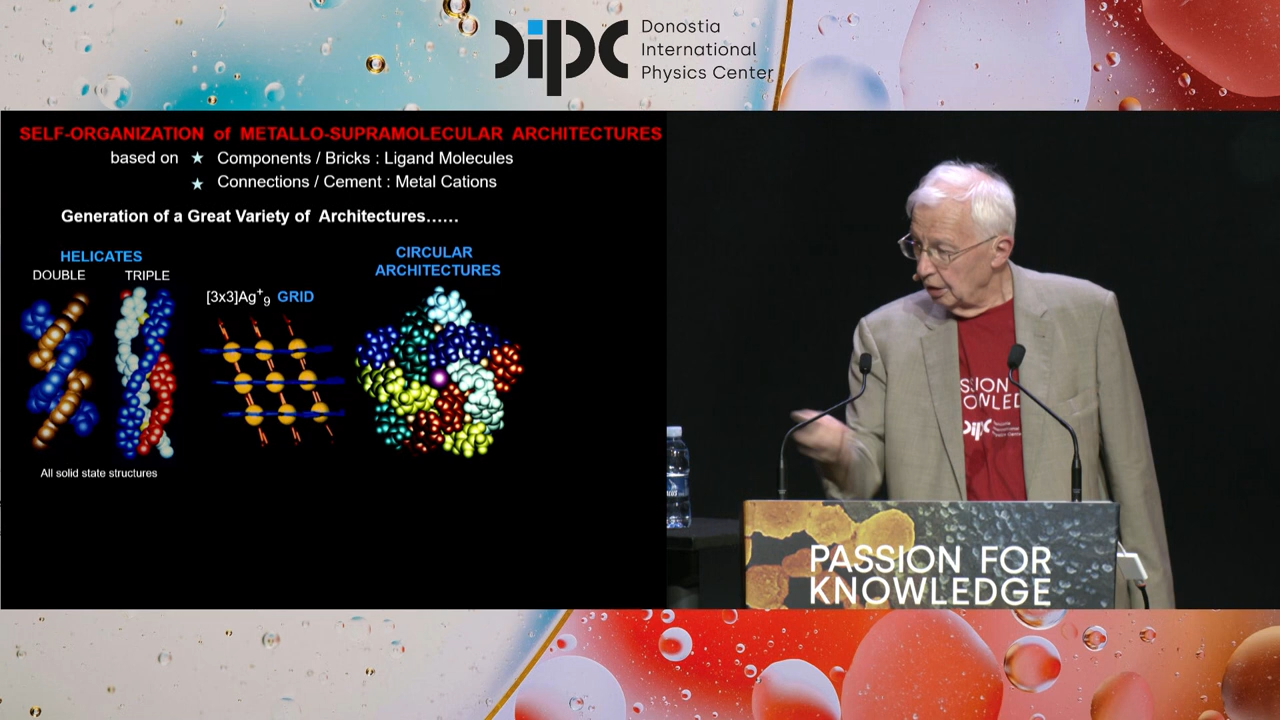 DIPC
Donostia
International
Physics Center
SELF-ORGANIZATION of METALLO-SUPRAMOLECULAR ARCHITECTURES
based on ★ Components / Bricks : Ligand Molecules
★ Connections / Cement : Metal Cations
Generation of a Great Variety of Architectures......
HELICATES
DOUBLE TRIPLE
[3x3]Ag+9 GRID
CIRCULAR
ARCHITECTURES
All solid state structures
DIPC
PASSION FOR
KNOWLEDGE